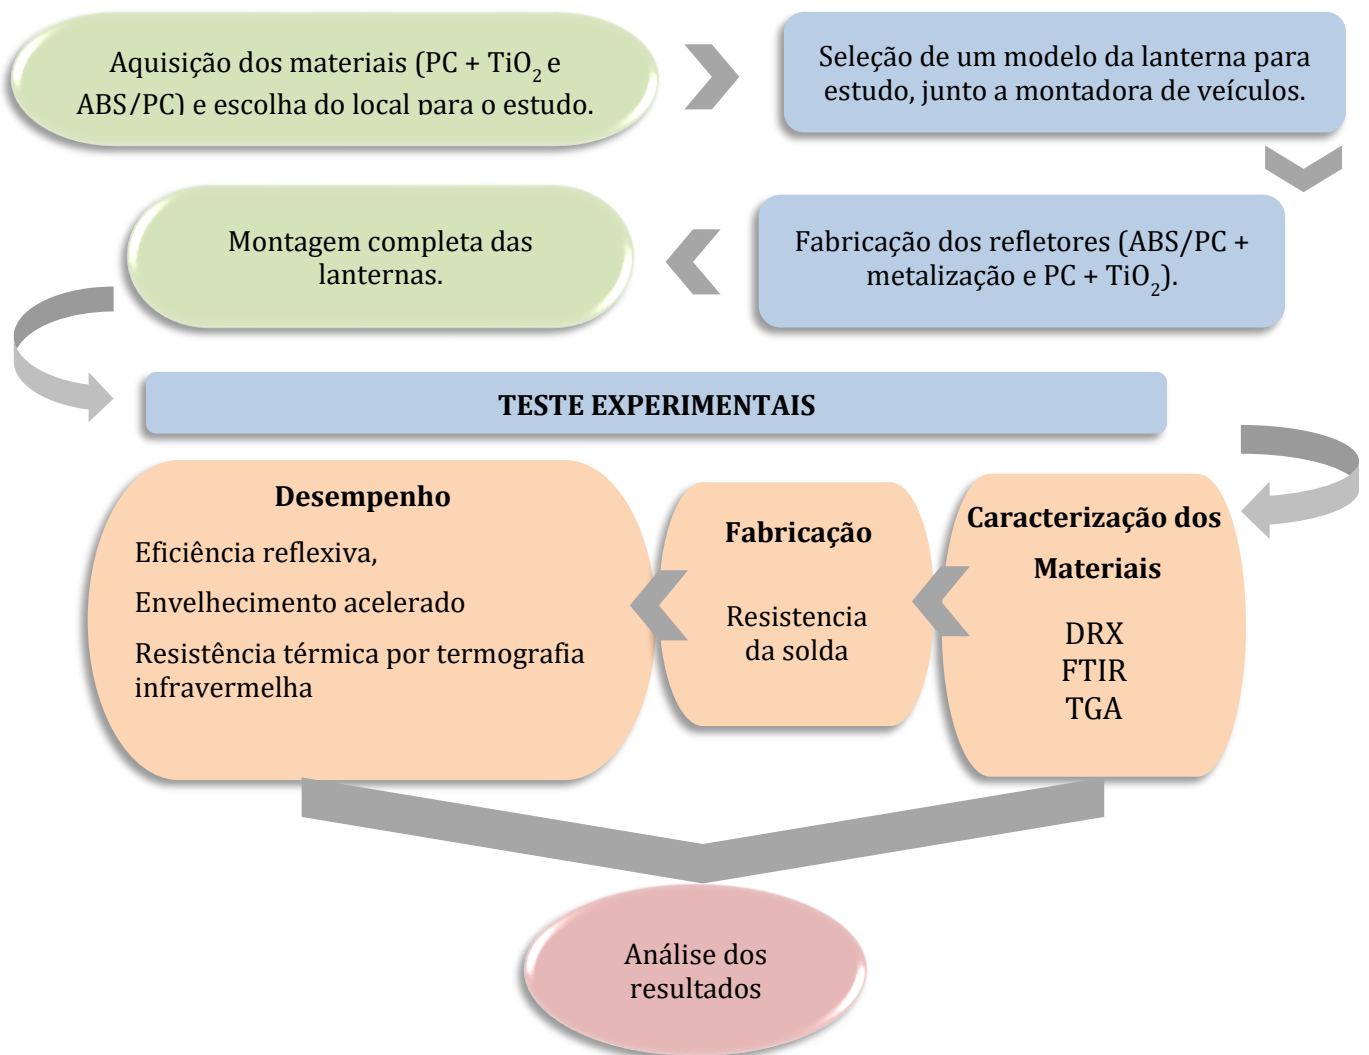 Aquisição dos materiais (PC + TiO₂ e
ABS/PC) e escolha do local para o estudo.
Seleção de um modelo da lanterna para
estudo, junto a montadora de veículos.
Fabricação dos refletores (ABS/PC +
metalização e PC + TiO₂).
Montagem completa das
lanternas.
TESTE EXPERIMENTAIS
Caracterização dos
Materiais
DRX
FTIR
TGA
Fabricação
Resistencia
da solda
Desempenho
Eficiência reflexiva,
Envelhecimento acelerado
Resistência térmica por termografia
infravermelha
Análise dos
resultados